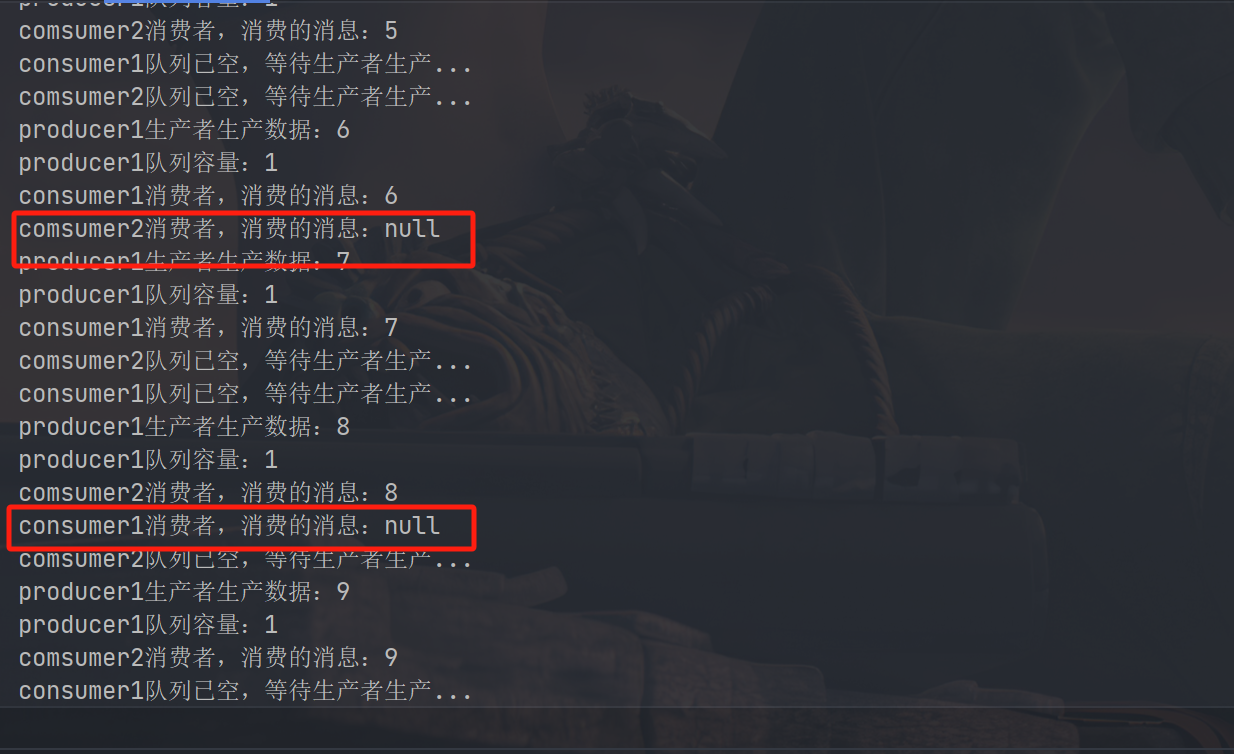 producer1队列容量: 1
comsumer2消费者，消费的消息：5
consumer1队列已空，等待生产者生产...
comsumer2队列已空，等待生产者生产...
producer1生产者生产数据：6
producer1队列容量：1
consumer1消费者，消费的消息：6
comsumer2消费者，消费的消息：null
producer1生产者生产数据：7
producer1队列容量：1
consumer1消费者，消费的消息：7
comsumer2队列已空，等待生产者生产...
consumer1队列已空，等待生产者生产...
producer1生产者生产数据：8
producer1队列容量：1
comsumer2消费者，消费的消息：8
consumer1消费者，消费的消息：null
comsumer2队列已空，等待生产者生产...
producer1生产者生产数据：9
producer1队列容量：1
comsumer2消费者，消费的消息：9
consumer1队列已空，等待生产者生产...